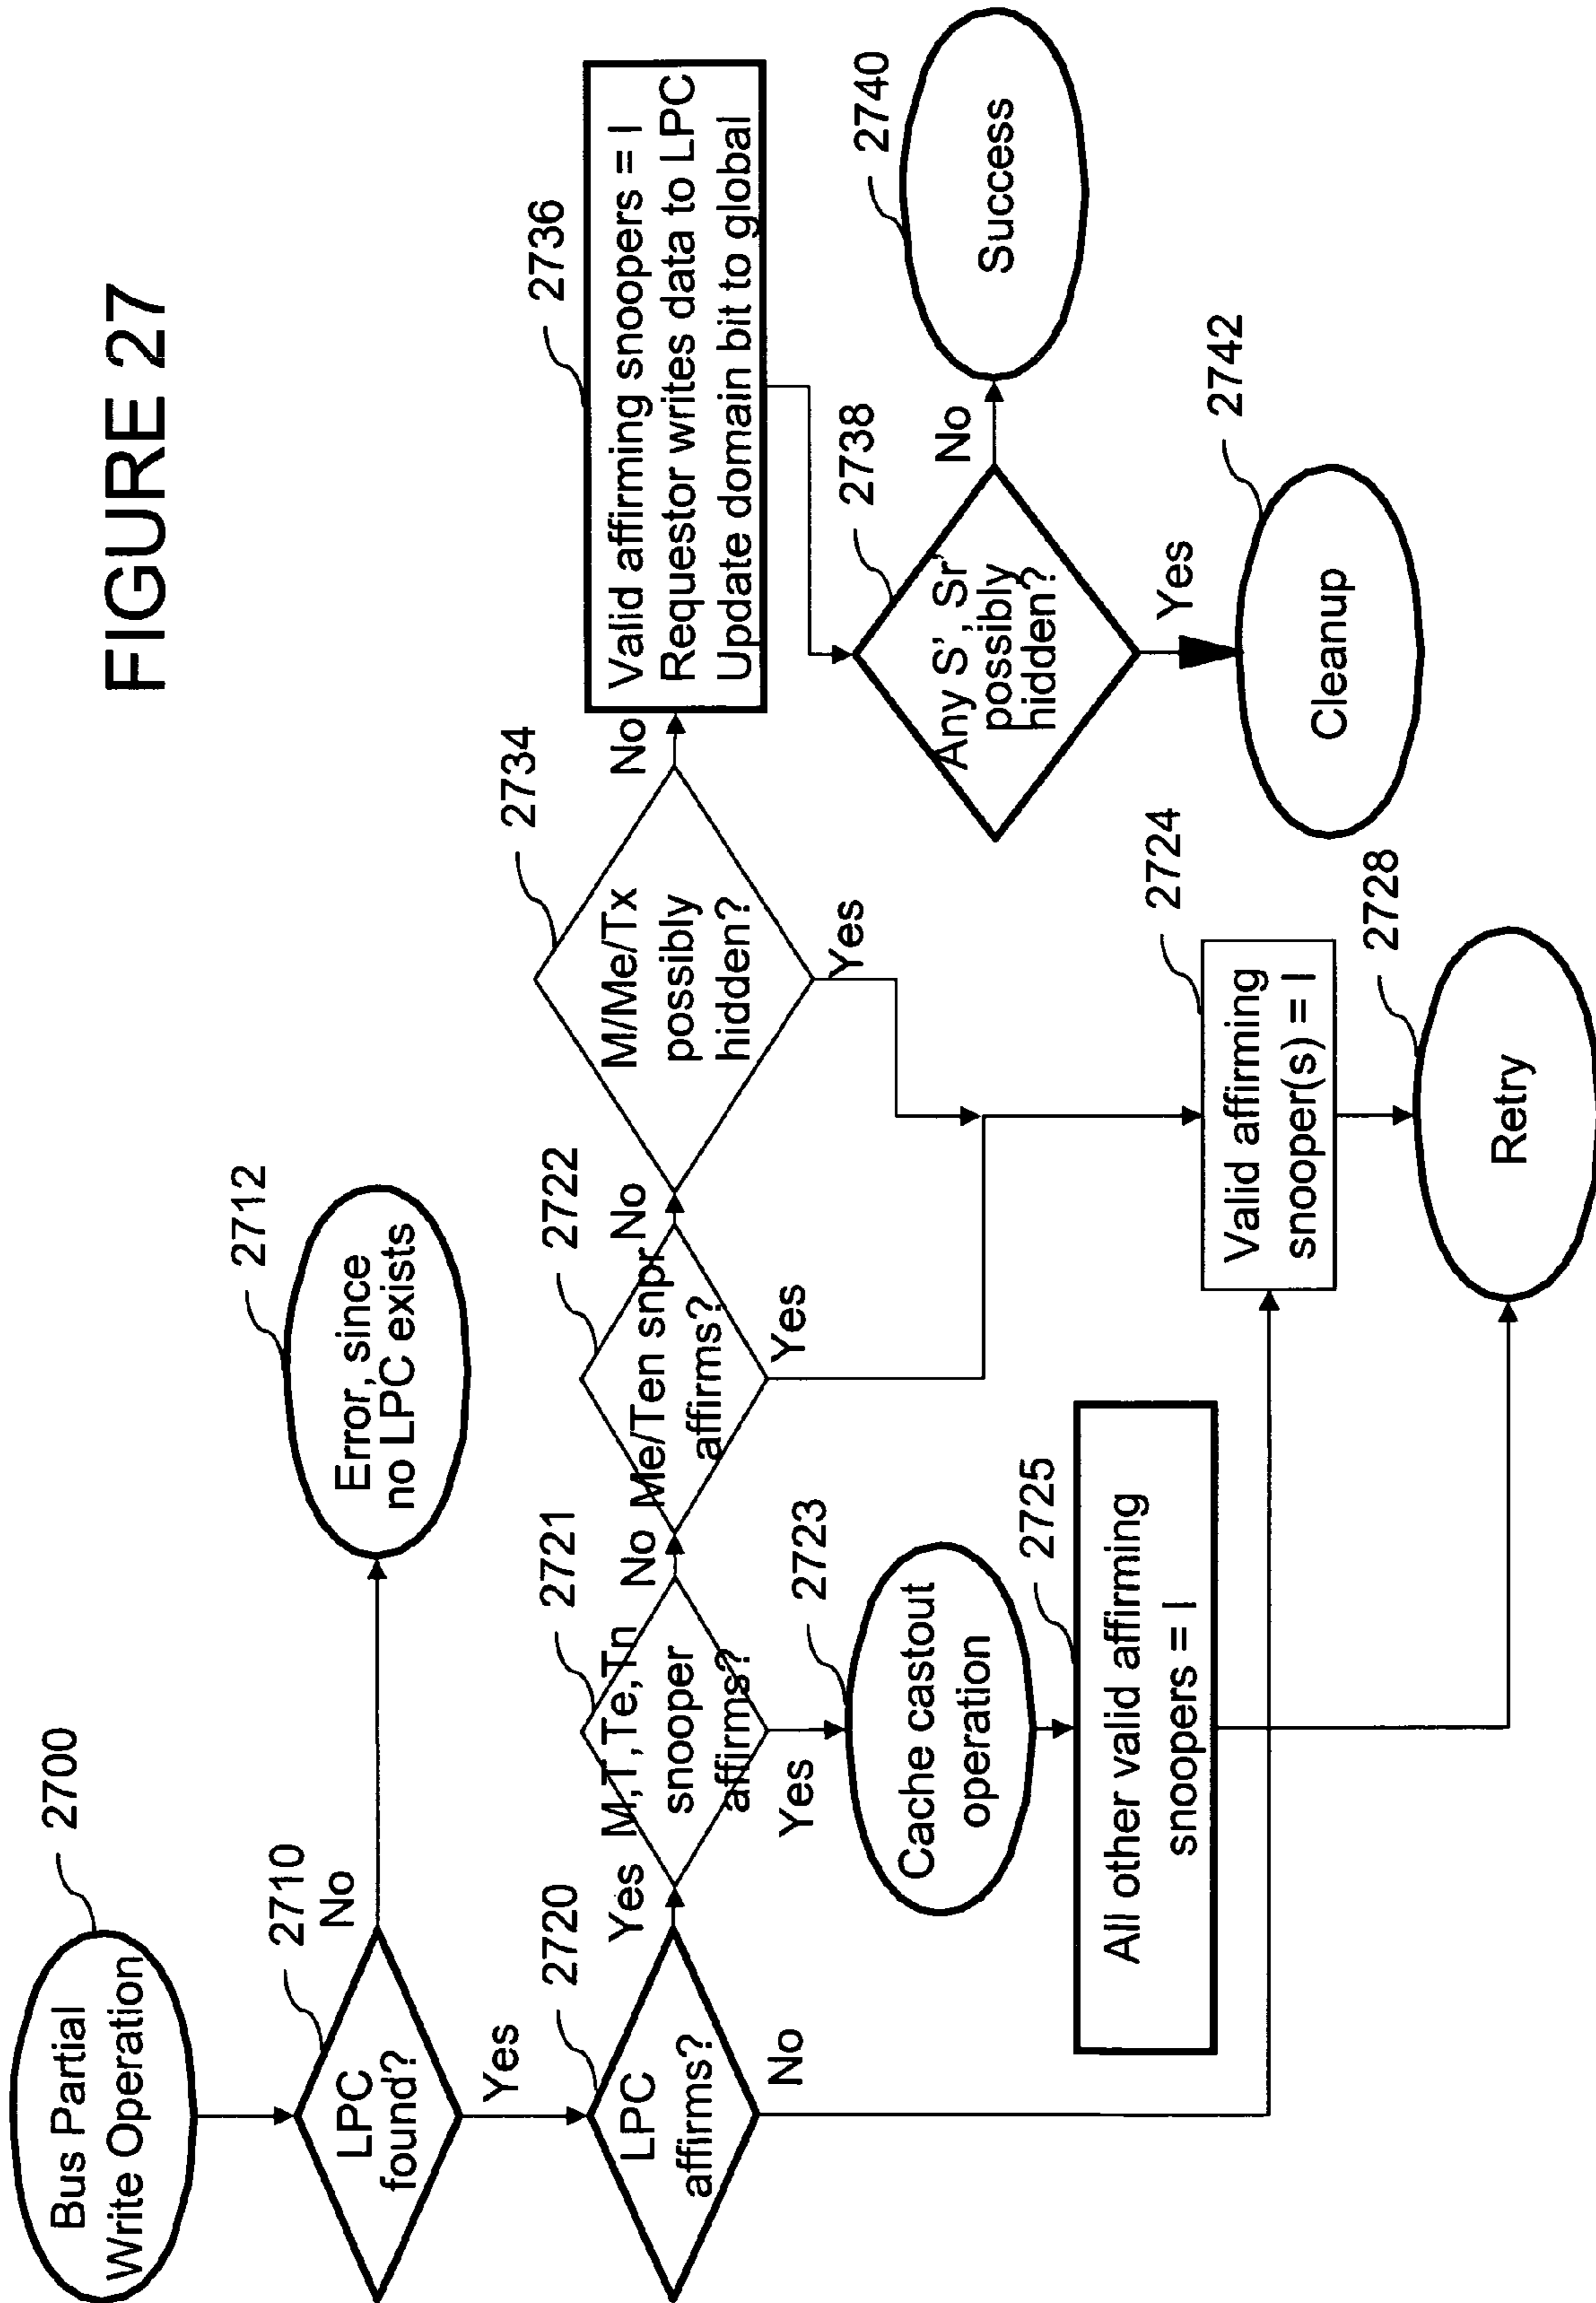 FIGURE 27
2700
Bus Partial
Write Operation
2710
LPC
found?
No
Yes
2712
Error, since
no LPC exists
2720
LPC
affirms?
Yes
No
2721
M,T,Te,Tn
snooper
affirms?
No
Yes
2722
Me/Ten snpr
affirms?
No
Yes
2723
Cache castout
operation
2725
All other valid affirming
snoopers = I
2734
M/Me/Tx
possibly
hidden?
No
Yes
2724
Valid affirming
snooper(s) = I
2728
Retry
2736
Valid affirming snoopers = I
Requestor writes data to LPC
Update domain bit to global
2738
Any S', Sr'
possibly
hidden?
No
Yes
2740
Success
2742
Cleanup